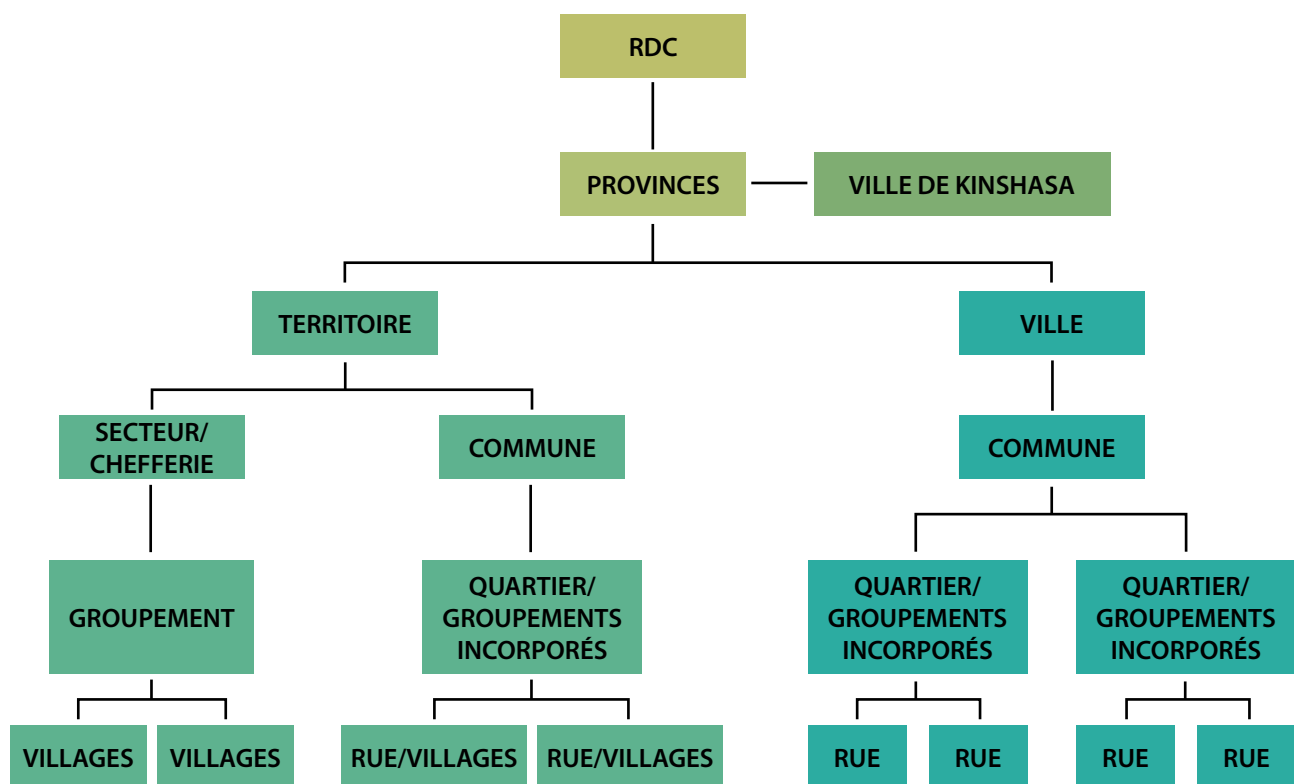 RDC
PROVINCES
VILLE DE KINSHASA
TERRITOIRE
VILLE
SECTEUR/
CHEFFERIE
COMMUNE
COMMUNE
GROUPEMENT
QUARTIER/
GROUPEMENTS
INCORPORÉS
QUARTIER/
GROUPEMENTS
INCORPORÉS
QUARTIER/
GROUPEMENTS
INCORPORÉS
VILLAGES
VILLAGES
RUE/VILLAGES
RUE/VILLAGES
RUE
RUE
RUE
RUE